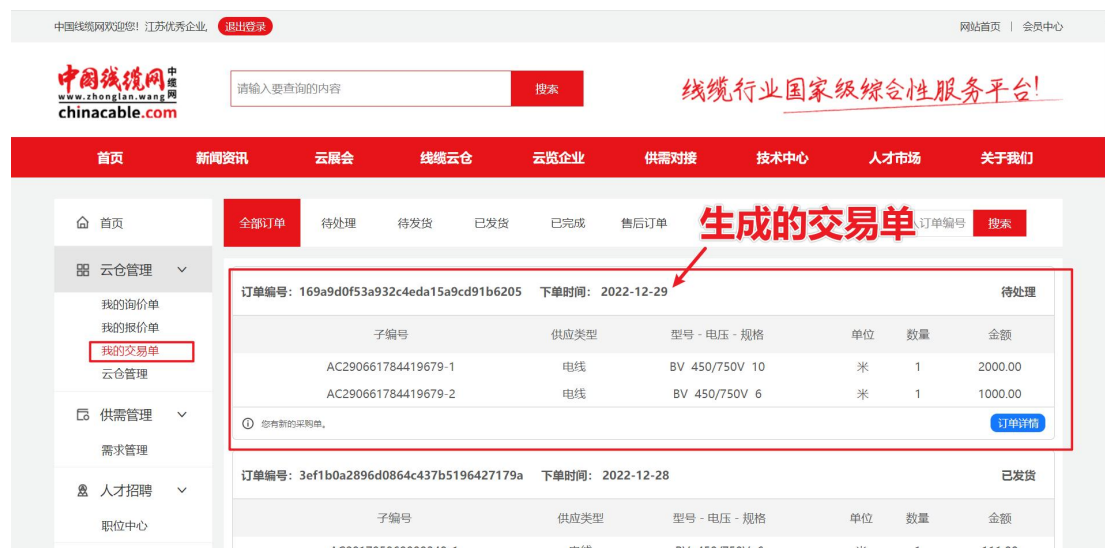 中国线缆网欢迎您！江苏优秀企业, 退出登录 网站首页 | 会员中心
中国线缆网 中缆网
www.zhonglan.wang
chinacable.com
请输入要查询的内容 搜索
线缆行业国家级综合性服务平台!
首页 新闻资讯 云展会 线缆云仓 云览企业 供需对接 技术中心 人才市场 关于我们
首页
云仓管理
我的询价单
我的报价单
我的交易单
云仓管理
供需管理
需求管理
人才招聘
职位中心
全部订单 待处理 待发货 已发货 已完成 售后订单 订单编号 搜索
生成的交易单
订单编号: 169a9d0f53a932c4eda15a9cd91b6205 下单时间: 2022-12-29 待处理
子编号 供应类型 型号 - 电压 - 规格 单位 数量 金额
AC290661784419679-1 电线 BV 450/750V 10 米 1 2000.00
AC290661784419679-2 电线 BV 450/750V 6 米 1 1000.00
您有新的采购单。 订单详情
订单编号: 3ef1b0a2896d0864c437b5196427179a 下单时间: 2022-12-28 已发货
子编号 供应类型 型号 - 电压 - 规格 单位 数量 金额